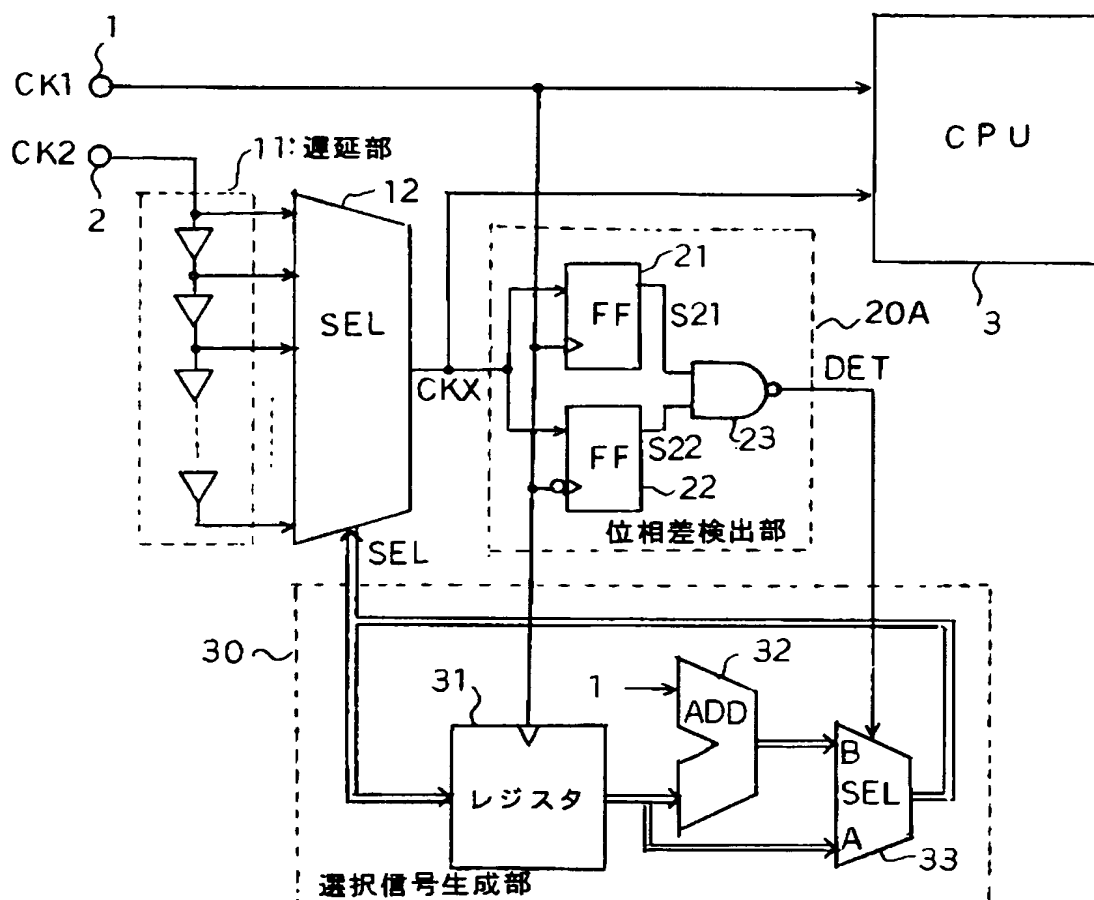 1
CK1
CPU
CK2
11:遅延部
2
12
3
SEL
21
FF
S21
20A
CKX
DET
23
FF
S22
22
位相差検出部
SEL
30
31
32
1
ADD
B
レジスタ
SEL
A
33
選択信号生成部